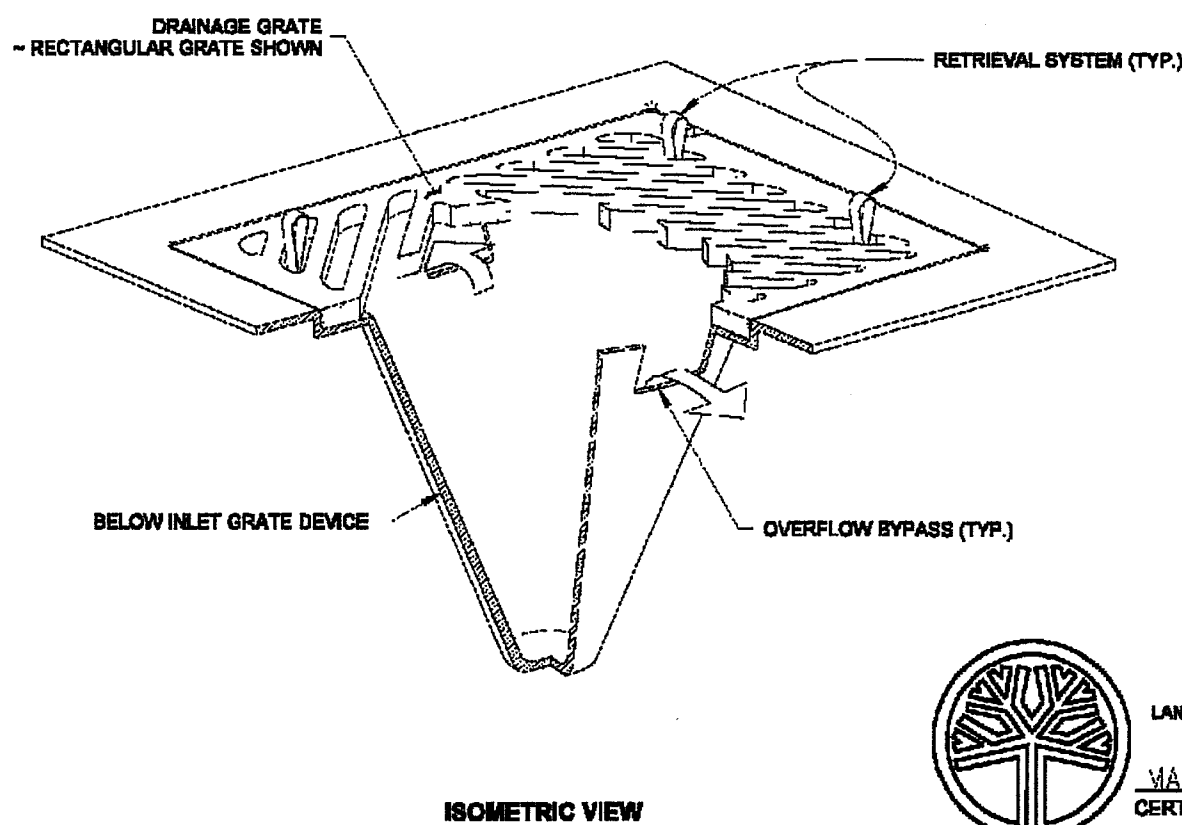 DRAINAGE GRATE
~ RECTANGULAR GRATE SHOWN
RETRIEVAL SYSTEM (TYP.)
BELOW INLET GRATE DEVICE
OVERFLOW BYPASS (TYP.)
ISOMETRIC VIEW